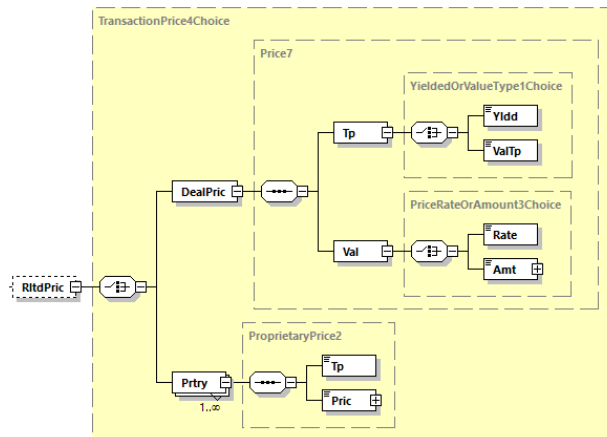 TransactionPrice4Choice
Price7
YieldedOrValueType1Choice
Yldd
Tp
ValTp
DealPric
PriceRateOrAmount3Choice
Rate
Val
Amt
RltdPric
ProprietaryPrice2
Tp
Prtry
Pric
1..∞